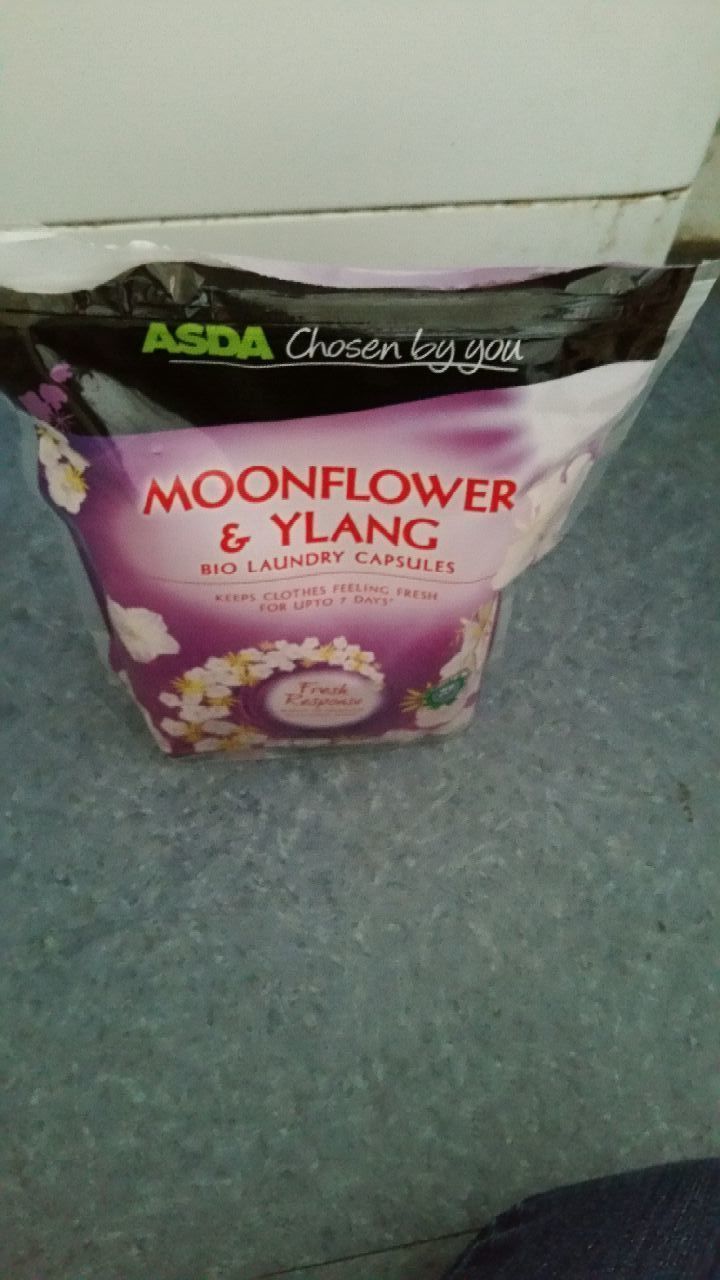 ASDA Chosen by you
MOONFLOWER
& YLANG
BIO LAUNDRY CAPSULES
KEEPS CLOTHES FEELING FRESH
FOR UPTO 7 DAYS*
Fresh
Response